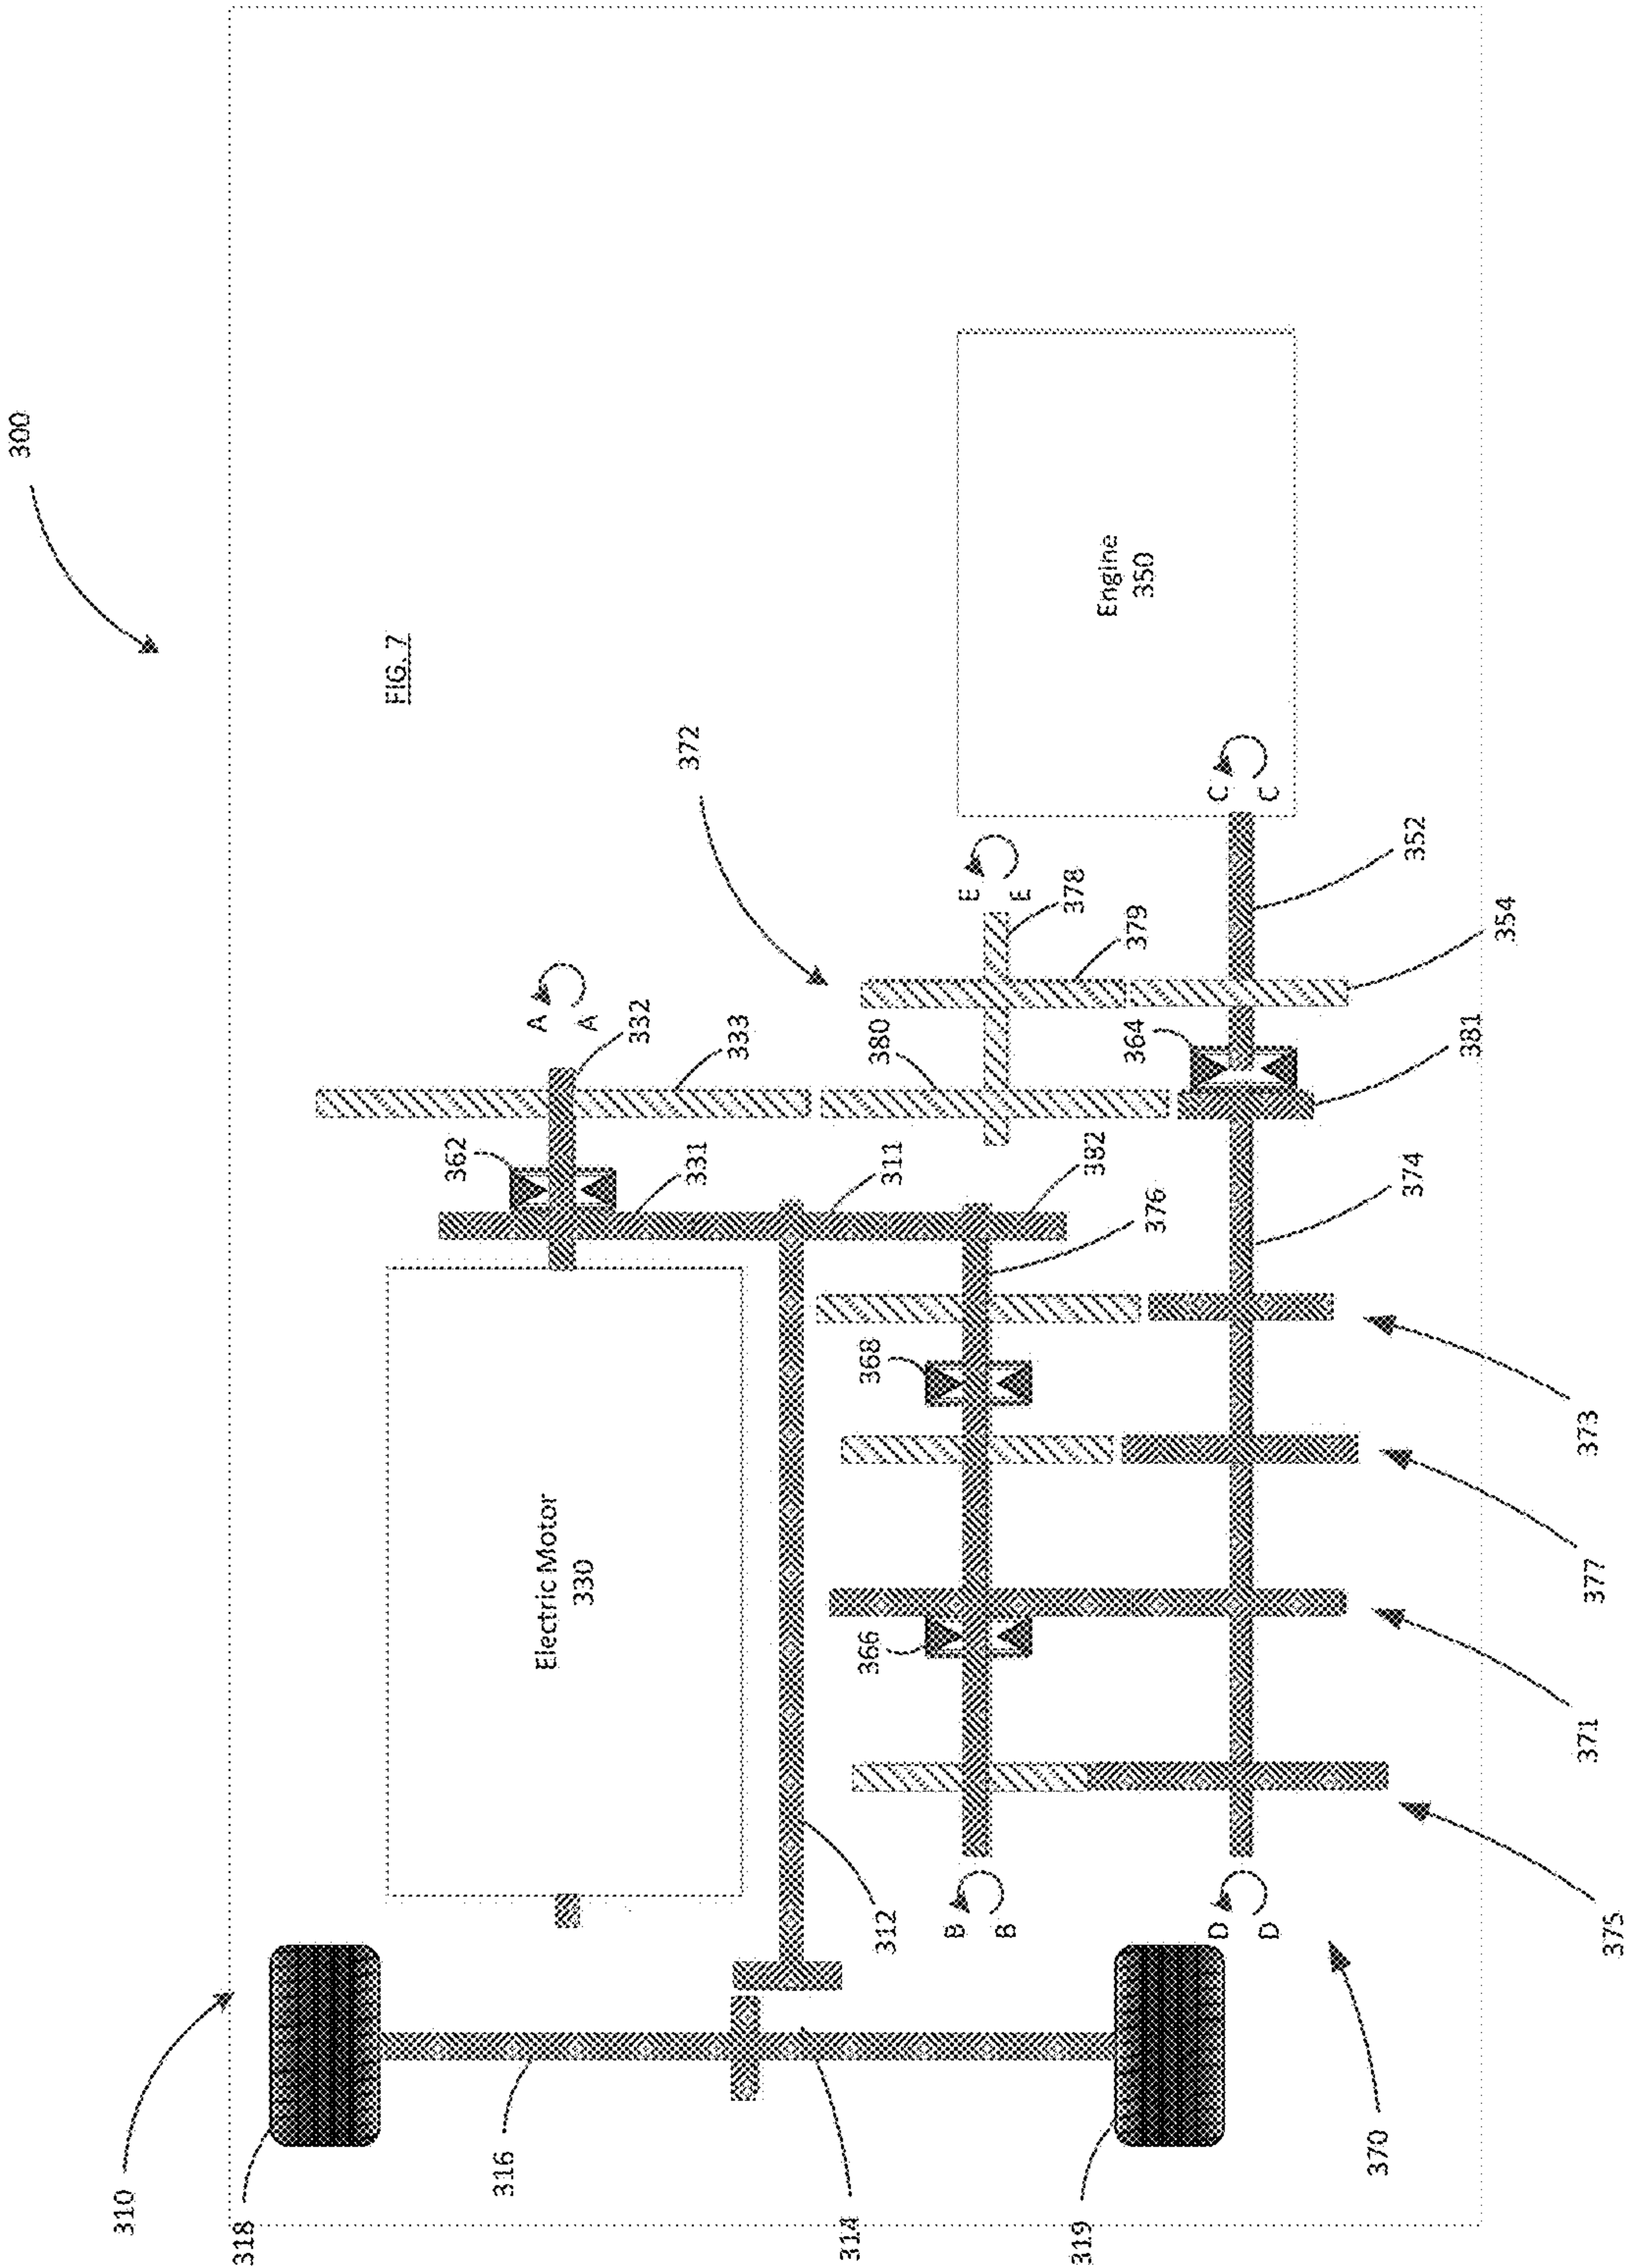 300
310
318
FIG. 7
362
316
A
Electric Motor
330
A
332
372
331
333
314
366
368
380
312
311
B
E
B
E
378
319
382
Engine
350
379
364
376
D
C
D
C
370
374
352
381
354
371
373
377
375